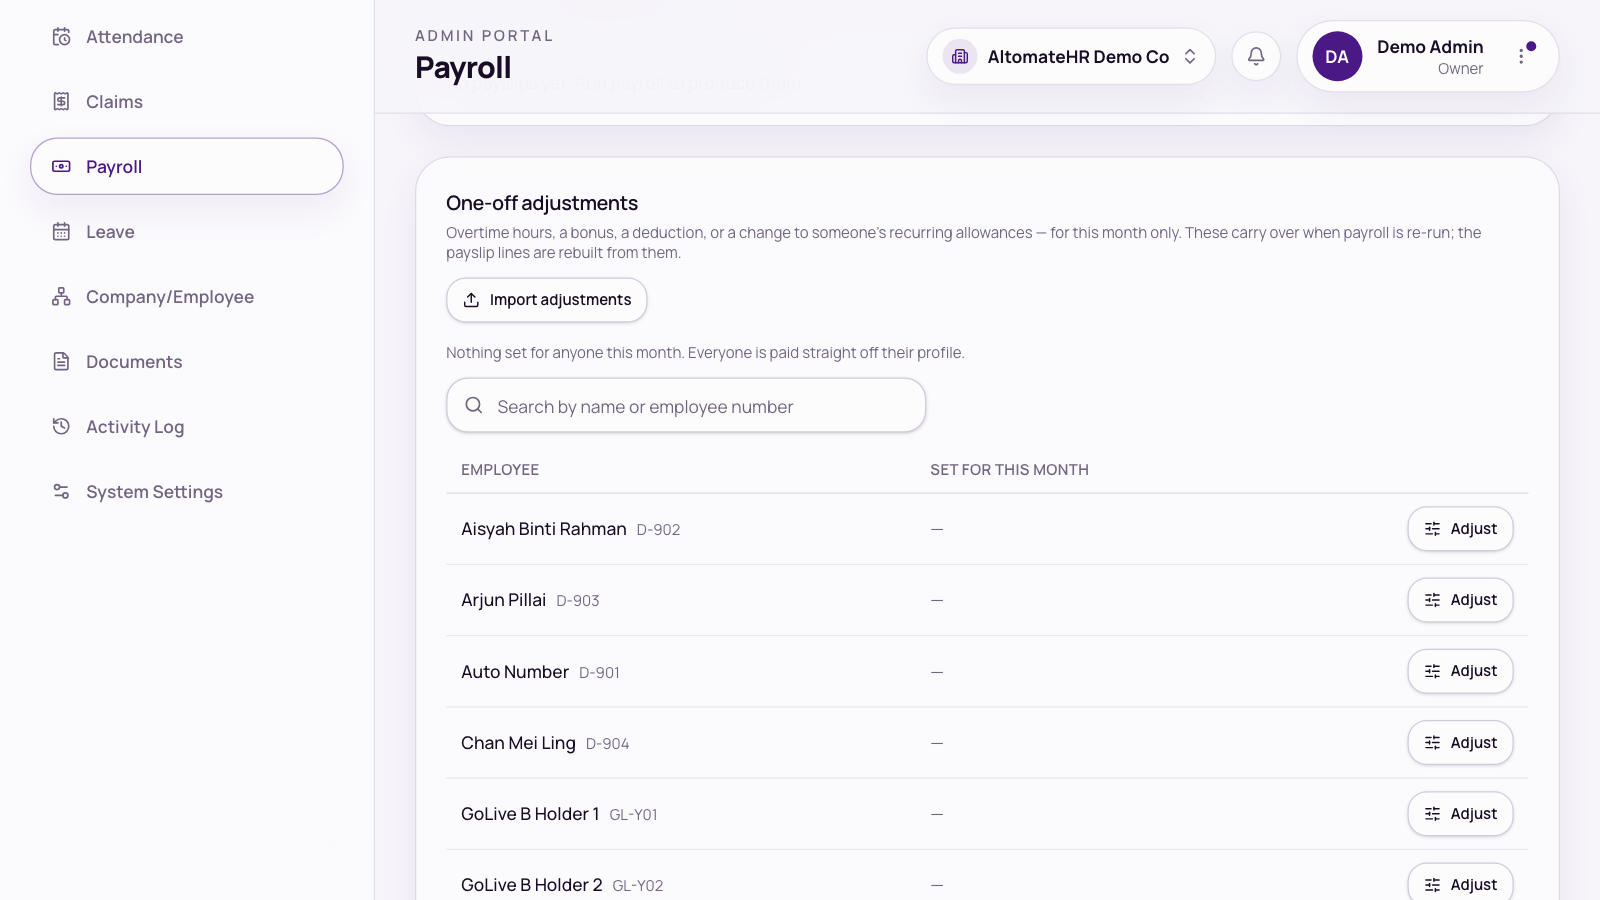 Attendance
Claims
Payroll
Leave
Company/Employee
Documents
Activity Log
System Settings
ADMIN PORTAL
Payroll
AltomateHR Demo Co
DA
Demo Admin
Owner
One-off adjustments
Overtime hours, a bonus, a deduction, or a change to someone's recurring allowances — for this month only. These carry over when payroll is re-run; the
payslip lines are rebuilt from them.
Import adjustments
Nothing set for anyone this month. Everyone is paid straight off their profile.
Search by name or employee number
EMPLOYEE SET FOR THIS MONTH
Aisyah Binti Rahman D-902 — Adjust
Arjun Pillai D-903 — Adjust
Auto Number D-901 — Adjust
Chan Mei Ling D-904 — Adjust
GoLive B Holder 1 GL-Y01 — Adjust
GoLive B Holder 2 GL-Y02 — Adjust